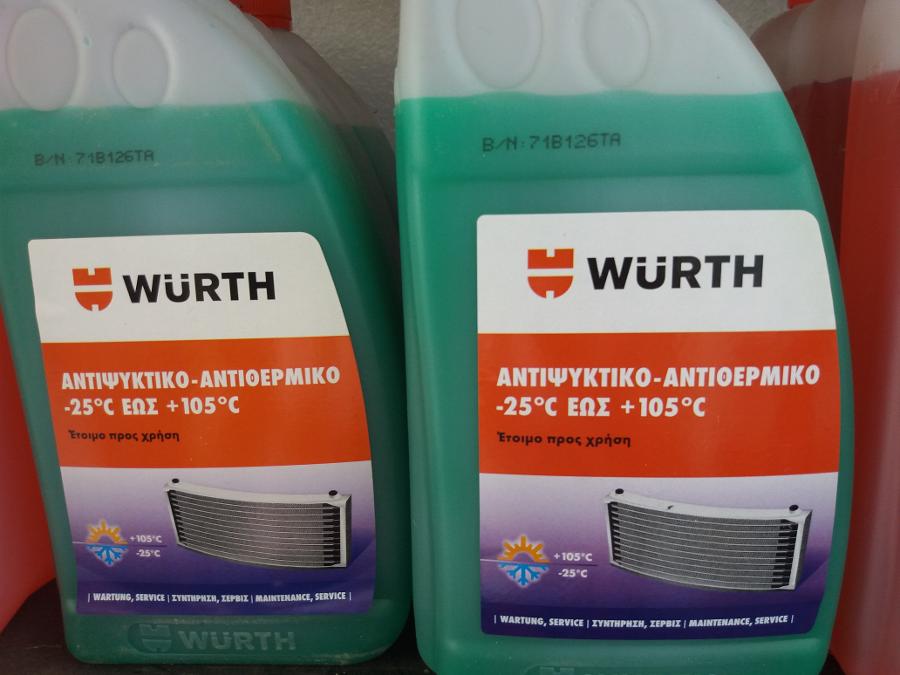 B/N:71B126TA
WÜRTH
ΑΝΤΙΨΥΚΤΙΚΟ-ΑΝΤΙΘΕΡΜΙΚΟ
-25°C ΕΩΣ +105°C
Έτοιμο προς χρήση
+105°C
-25°C
| WARTUNG, SERVICE | ΣΥΝΤΗΡΗΣΗ, ΣΕΡΒΙΣ | MAINTENANCE, SERVICE |
WÜRTH
B/N:71B126TA
WÜRTH
ΑΝΤΙΨΥΚΤΙΚΟ-ΑΝΤΙΘΕΡΜΙΚΟ
-25°C ΕΩΣ +105°C
Έτοιμο προς χρήση
+105°C
-25°C
| WARTUNG, SERVICE | ΣΥΝΤΗΡΗΣΗ, ΣΕΡΒΙΣ | MAINTENANCE, SERVICE |